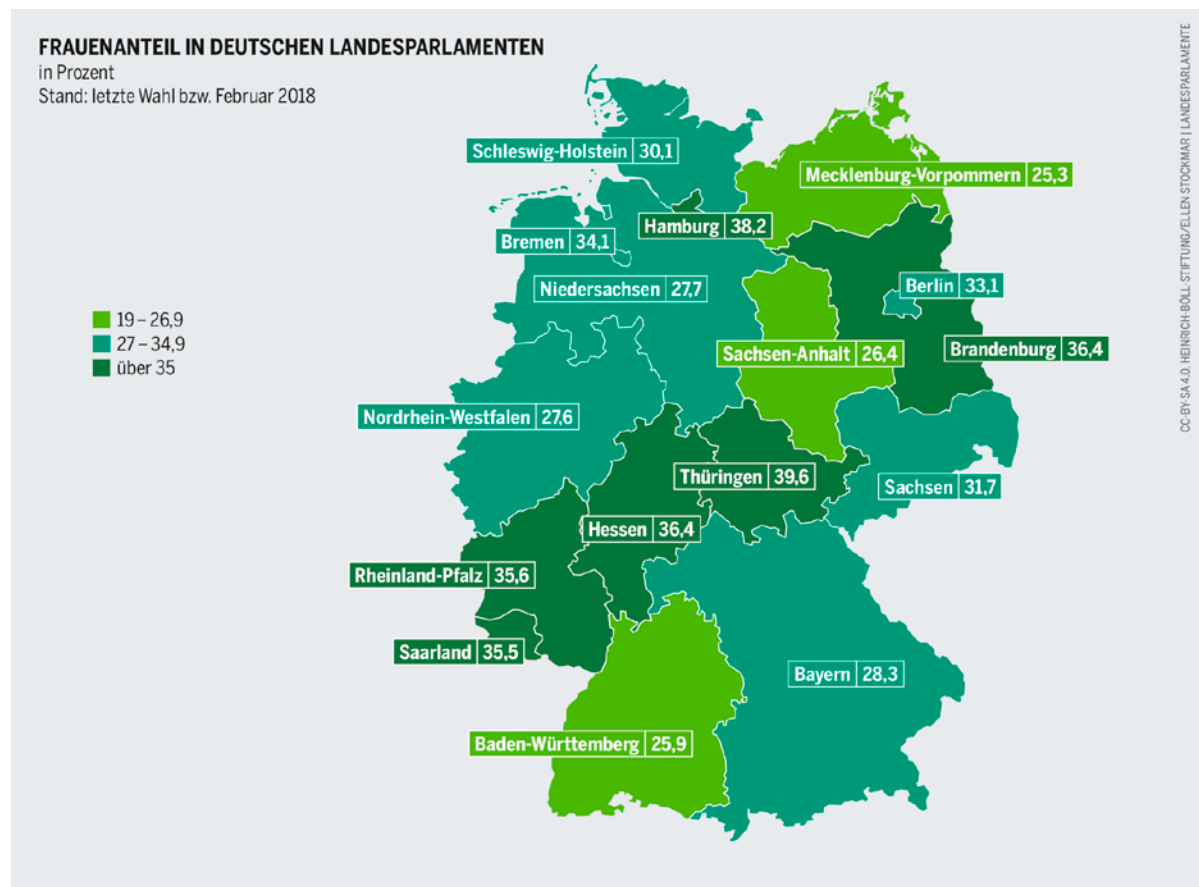 FRAUENANTEIL IN DEUTSCHEN LANDESPARLAMENTEN
in Prozent
Stand: letzte Wahl bzw. Februar 2018
Schleswig-Holstein 30,1
Mecklenburg-Vorpommern 25,3
Hamburg 38,2
Bremen 34,1
Niedersachsen 27,7
Berlin 33,1
19 – 26,9
27 – 34,9
über 35
Sachsen-Anhalt 26,4
Brandenburg 36,4
Nordrhein-Westfalen 27,6
Thüringen 39,6
Sachsen 31,7
Hessen 36,4
Rheinland-Pfalz 35,6
Saarland 35,5
Bayern 28,3
Baden-Württemberg 25,9
CC-BY-SA 4.0. HEINRICH-BÖLL-STIFTUNG/ELLEN STOCKMAR | LANDESPARLAMENTE